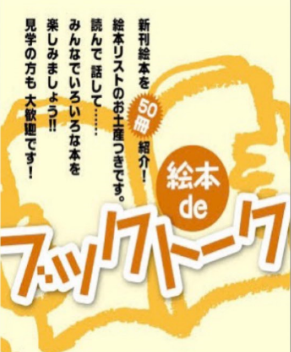 新刊絵本を50冊紹介！
絵本リストのお土産つきです。
読んで 話して……
みんなでいろいろな本を
楽しみましょう!!
見学の方も 大歓迎です！
絵本
de
ブックトーク